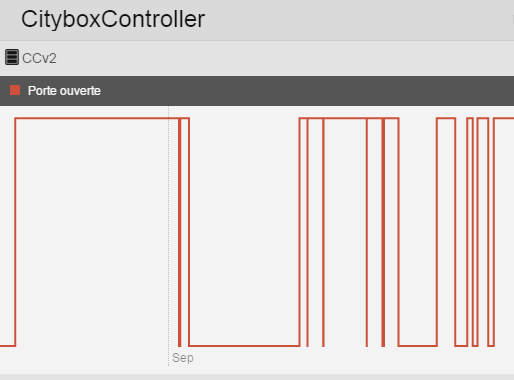 CityboxController
CCv2
Porte ouverte
Sep